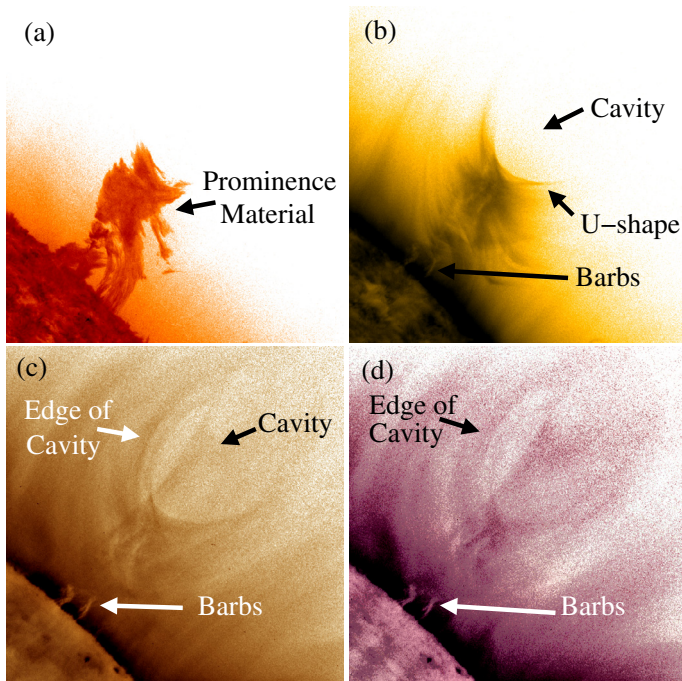 (a)
Prominence
Material
(b)
Cavity
U−shape
Barbs
(c)
Edge of
Cavity
Cavity
Barbs
(d)
Edge of
Cavity
Barbs